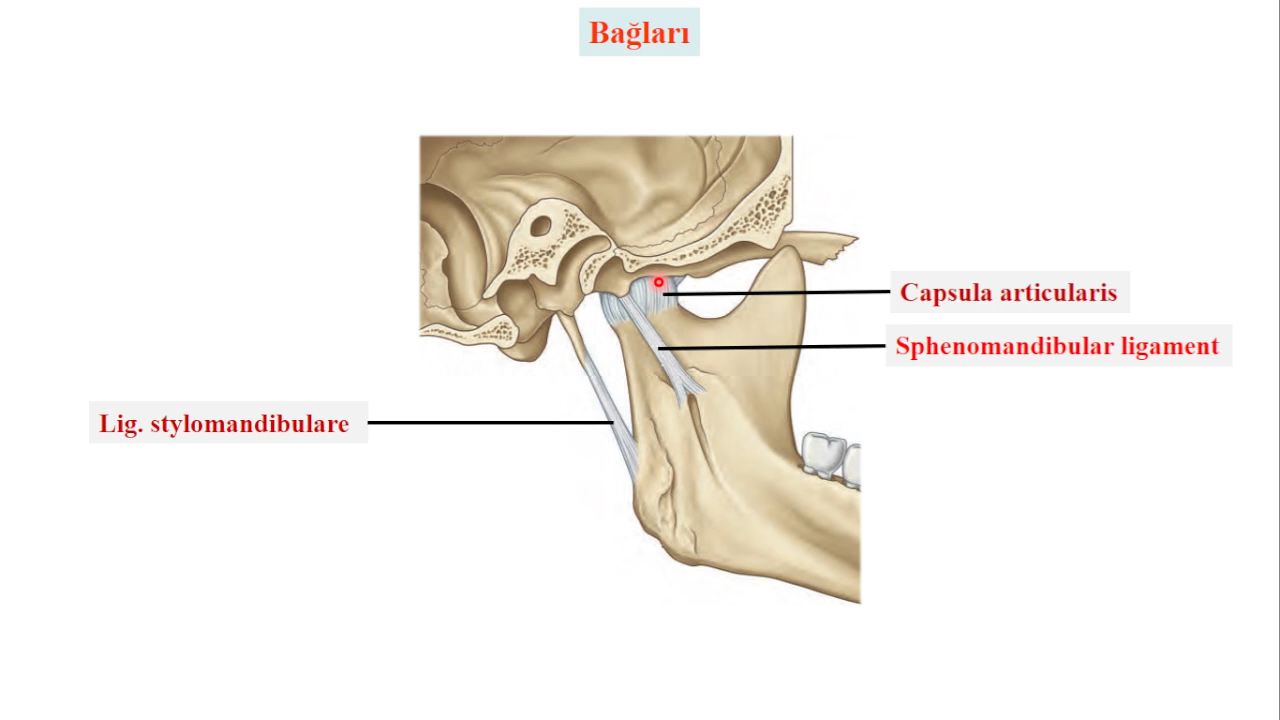 Bağları
Capsula articularis
Sphenomandibular ligament
Lig. stylomandibulare